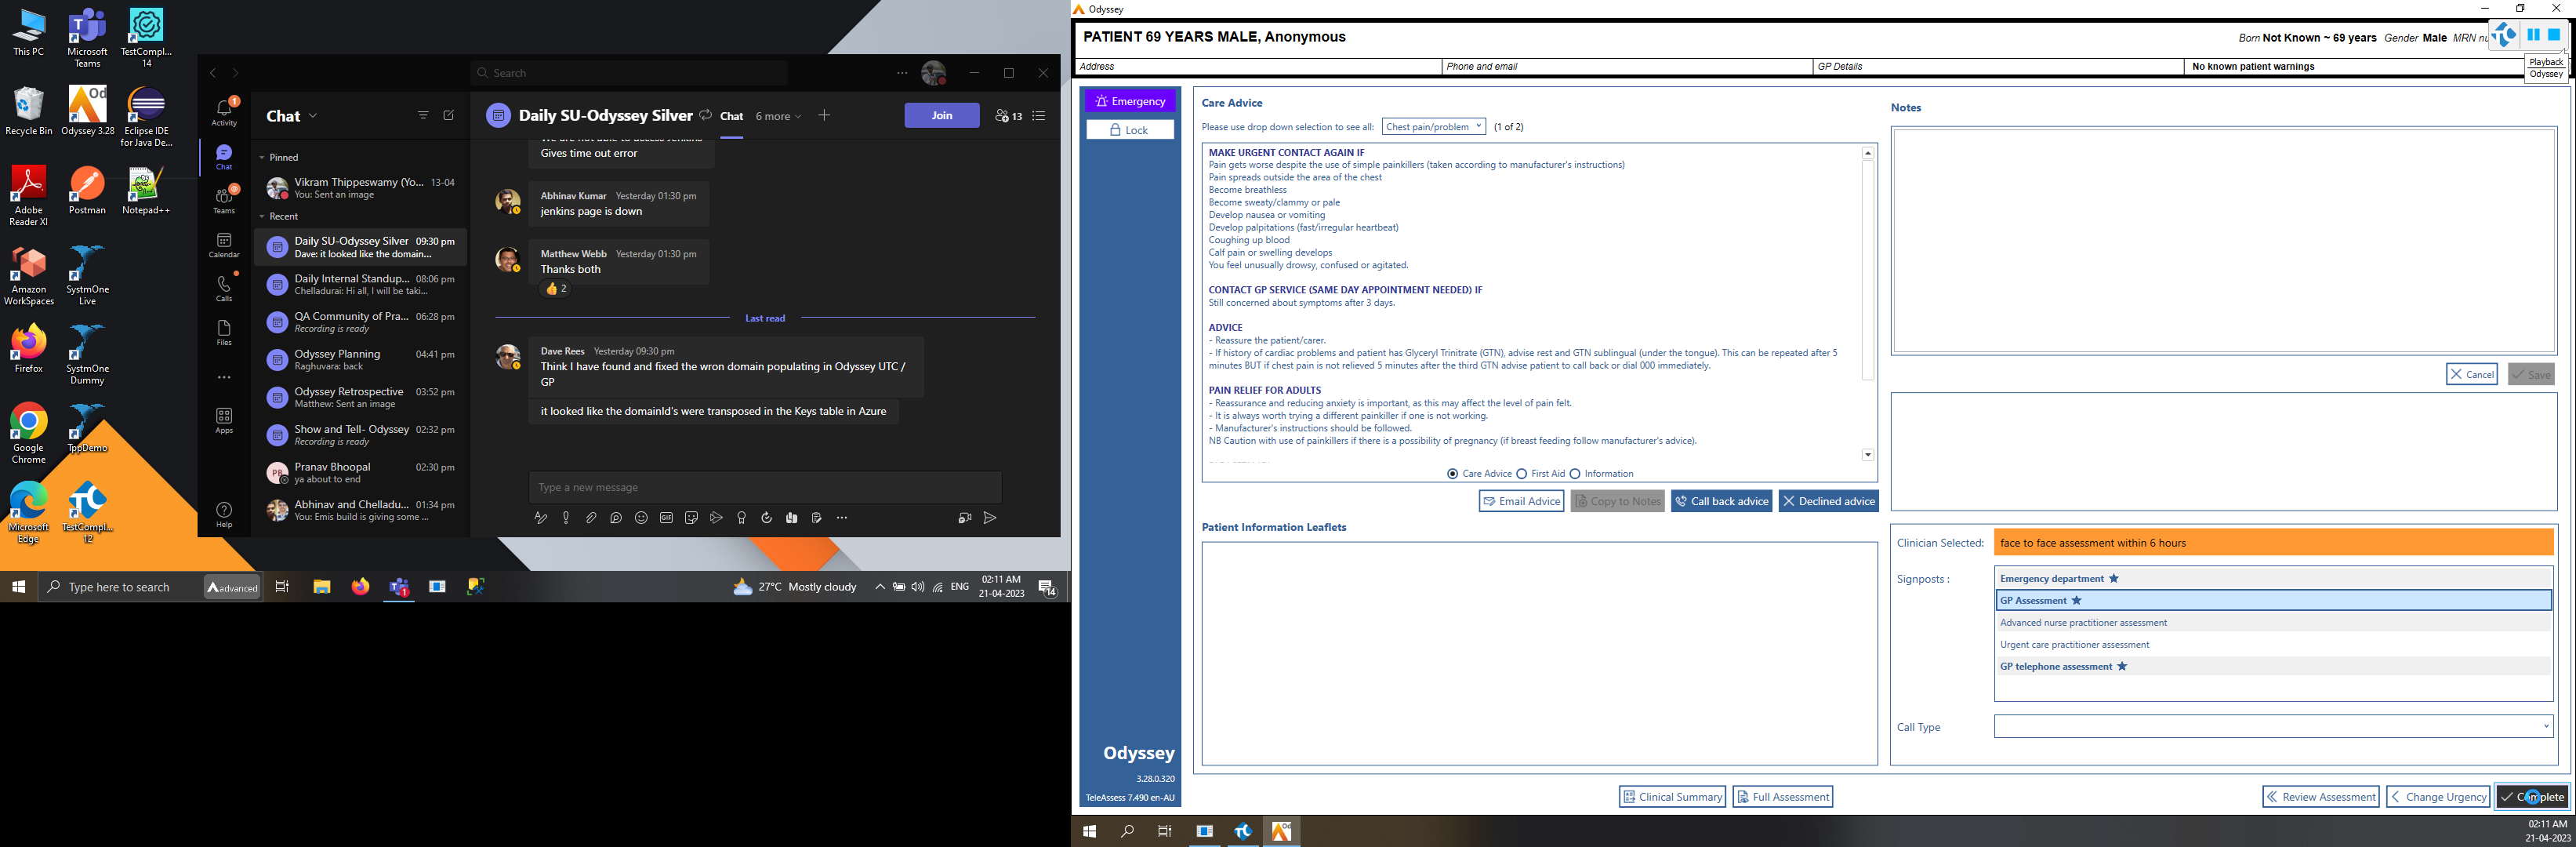 This PC
Microsoft Teams
TestCompl... 14
Recycle Bin
Odyssey 3.28
Eclipse IDE for Java De...
Adobe Reader XI
Postman
Notepad++
Amazon WorkSpaces
SystmOne Live
Firefox
SystmOne Dummy
Google Chrome
TppDemo
Microsoft Edge
TestCompl... 12
Search
Activity
Chat
Teams
Calendar
Calls
Files
Apps
Help
Chat
Pinned
Vikram Thippeswamy (Yo... 13-04
You: Sent an image
Recent
Daily SU-Odyssey Silver 09:30 pm
Dave: it looked like the domain...
Daily Internal Standup... 08:06 pm
Chelladurai: Hi all, I will be taki...
QA Community of Pra... 06:28 pm
Recording is ready
Odyssey Planning 04:41 pm
Raghuvara: back
Odyssey Retrospective 03:52 pm
Matthew: Sent an image
Show and Tell- Odyssey 02:32 pm
Recording is ready
PB
Pranav Bhoopal 02:30 pm
ya about to end
Abhinav and Chelladu... 01:34 pm
You: Emis build is giving some ...
Daily SU-Odyssey Silver Chat 6 more Join 13
Gives time out error
Abhinav Kumar Yesterday 01:30 pm
jenkins page is down
Matthew Webb Yesterday 01:30 pm
Thanks both
2
Last read
Dave Rees Yesterday 09:30 pm
Think I have found and fixed the wron domain populating in Odyssey UTC /
GP
it looked like the domainId's were transposed in the Keys table in Azure
Type a new message
GIF
Type here to search
advanced
27°C Mostly cloudy
ENG
02:11 AM
21-04-2023
14
Odyssey
PATIENT 69 YEARS MALE, Anonymous
Born Not Known ~ 69 years Gender Male MRN nu
Address
Phone and email
GP Details
No known patient warnings
Playback
Odyssey
Emergency
Lock
Care Advice
Please use drop down selection to see all: Chest pain/problem (1 of 2)
MAKE URGENT CONTACT AGAIN IF
Pain gets worse despite the use of simple painkillers (taken according to manufacturer's instructions)
Pain spreads outside the area of the chest
Become breathless
Become sweaty/clammy or pale
Develop nausea or vomiting
Develop palpitations (fast/irregular heartbeat)
Coughing up blood
Calf pain or swelling develops
You feel unusually drowsy, confused or agitated.
CONTACT GP SERVICE (SAME DAY APPOINTMENT NEEDED) IF
Still concerned about symptoms after 3 days.
ADVICE
- Reassure the patient/carer.
- If history of cardiac problems and patient has Glyceryl Trinitrate (GTN), advise rest and GTN sublingual (under the tongue). This can be repeated after 5
minutes BUT if chest pain is not relieved 5 minutes after the third GTN advise patient to call back or dial 000 immediately.
PAIN RELIEF FOR ADULTS
- Reassurance and reducing anxiety is important, as this may affect the level of pain felt.
- It is always worth trying a different painkiller if one is not working.
- Manufacturer's instructions should be followed.
NB Caution with use of painkillers if there is a possibility of pregnancy (if breast feeding follow manufacturer's advice).
Care Advice First Aid Information
Email Advice Copy to Notes Call back advice Declined advice
Patient Information Leaflets
Notes
Cancel Save
Clinician Selected: face to face assessment within 6 hours
Signposts :
Emergency department
GP Assessment
Advanced nurse practitioner assessment
Urgent care practitioner assessment
GP telephone assessment
Call Type
Odyssey
3.28.0.320
TeleAssess 7.490 en-AU
Clinical Summary Full Assessment Review Assessment Change Urgency Complete
02:11 AM
21-04-2023